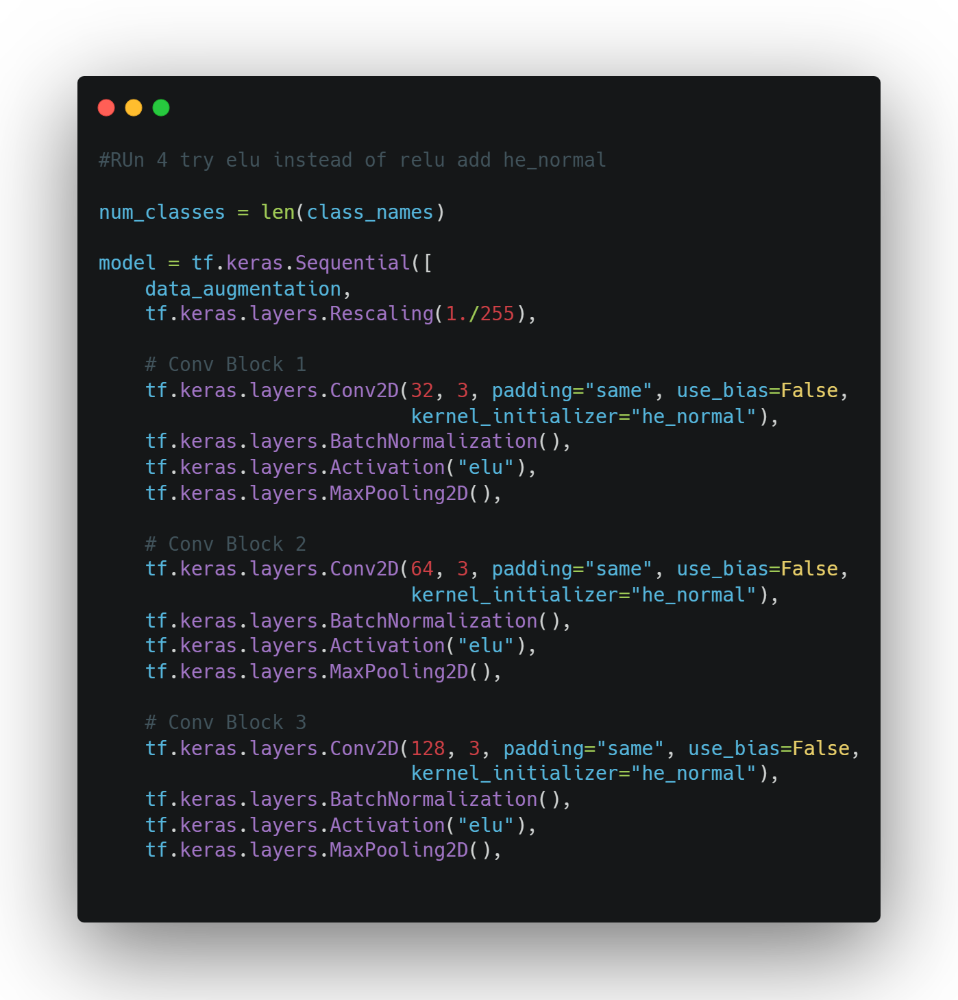 #RUn 4 try elu instead of relu add he_normal

num_classes = len(class_names)

model = tf.keras.Sequential([
    data_augmentation,
    tf.keras.layers.Rescaling(1./255),

    # Conv Block 1
    tf.keras.layers.Conv2D(32, 3, padding="same", use_bias=False,
                           kernel_initializer="he_normal"),
    tf.keras.layers.BatchNormalization(),
    tf.keras.layers.Activation("elu"),
    tf.keras.layers.MaxPooling2D(),

    # Conv Block 2
    tf.keras.layers.Conv2D(64, 3, padding="same", use_bias=False,
                           kernel_initializer="he_normal"),
    tf.keras.layers.BatchNormalization(),
    tf.keras.layers.Activation("elu"),
    tf.keras.layers.MaxPooling2D(),

    # Conv Block 3
    tf.keras.layers.Conv2D(128, 3, padding="same", use_bias=False,
                           kernel_initializer="he_normal"),
    tf.keras.layers.BatchNormalization(),
    tf.keras.layers.Activation("elu"),
    tf.keras.layers.MaxPooling2D(),